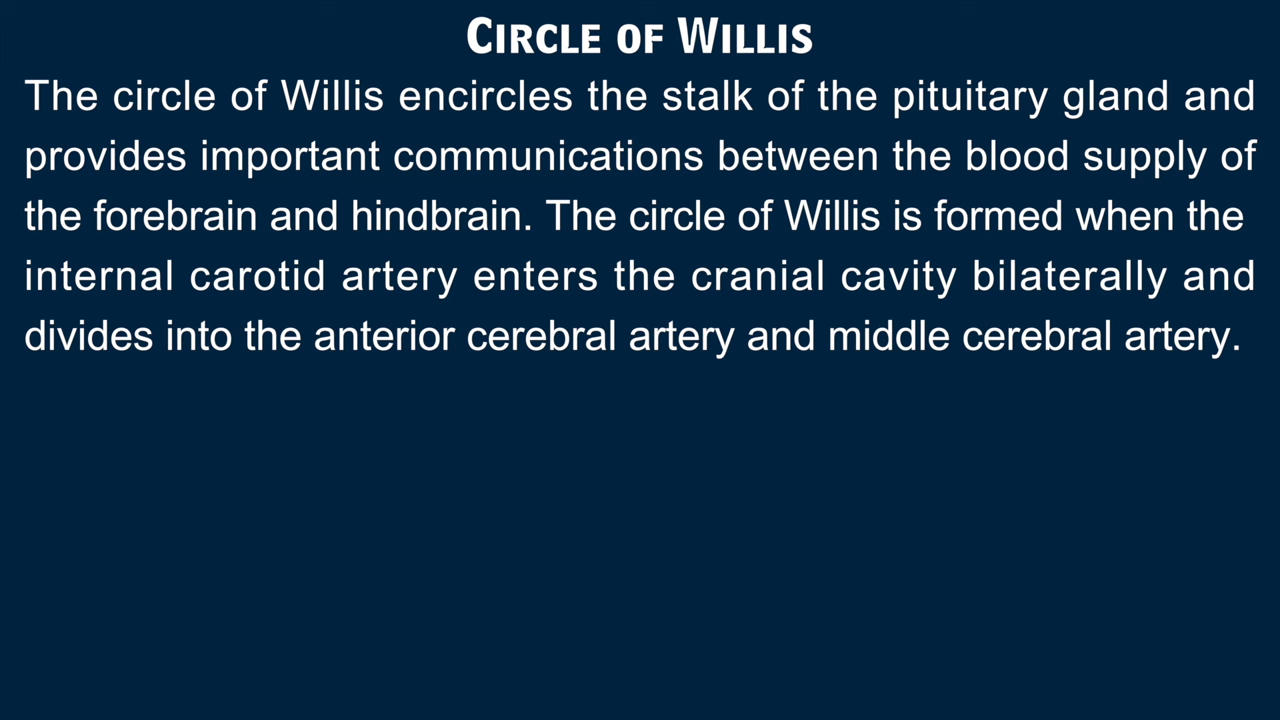 Circle of Willis
The circle of Willis encircles the stalk of the pituitary gland and
provides important communications between the blood supply of
the forebrain and hindbrain. The circle of Willis is formed when the
internal carotid artery enters the cranial cavity bilaterally and
divides into the anterior cerebral artery and middle cerebral artery.